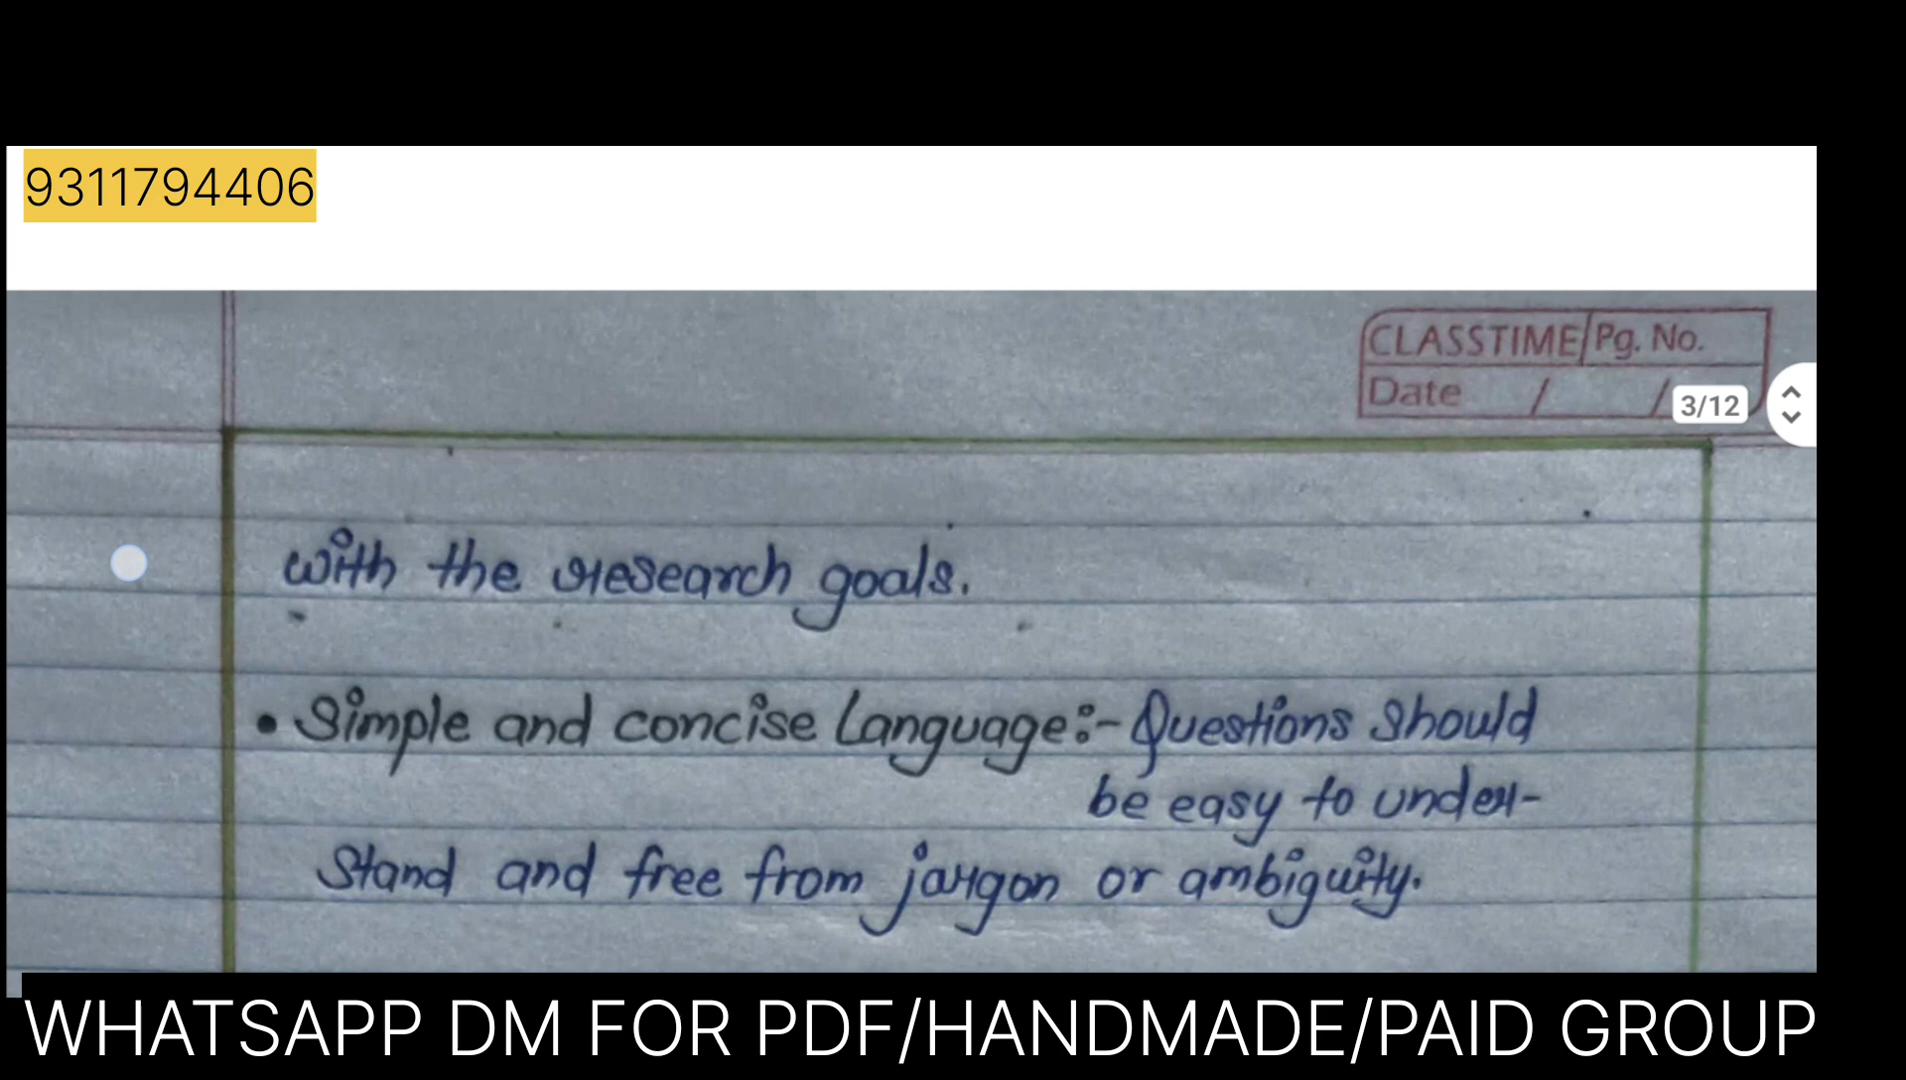 9311794406
CLASSTIME Pg. No.
Date / /
3/12
with the research goals.
• Simple and concise Language:- Questions should
be easy to under-
stand and free from jargon or ambiguity.
WHATSAPP DM FOR PDF/HANDMADE/PAID GROUP